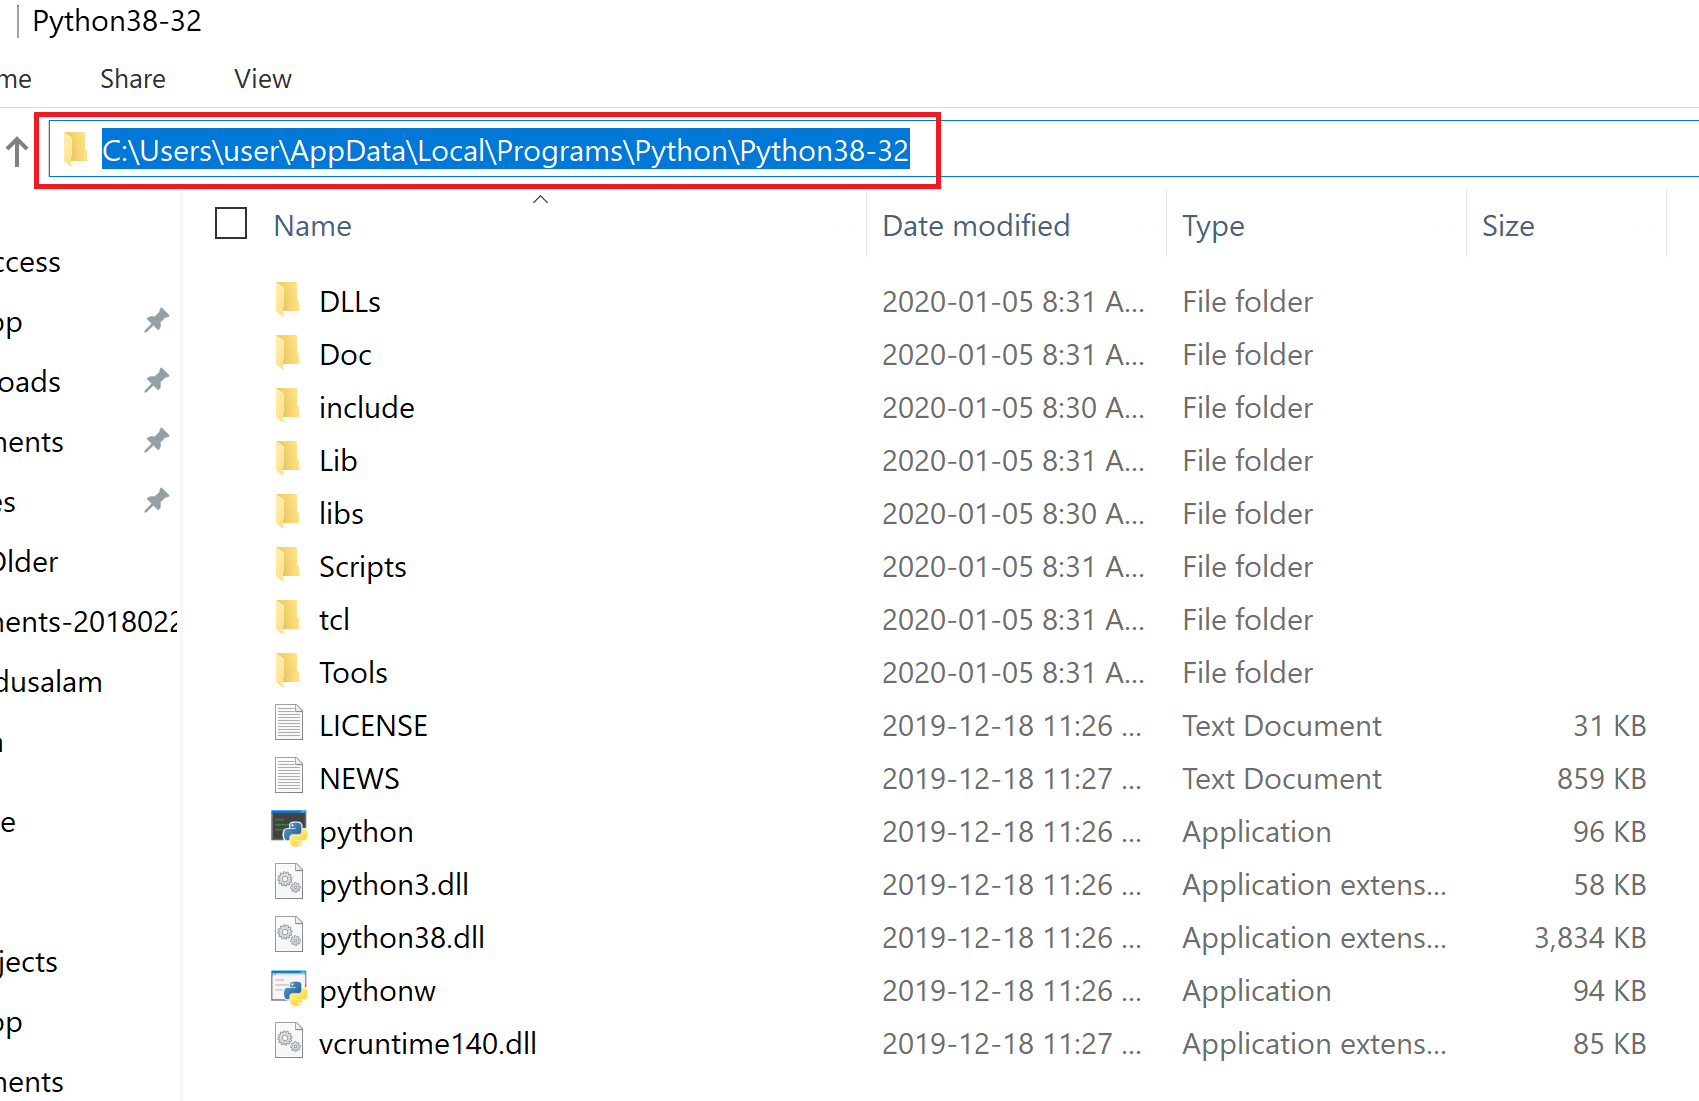 Python38-32
me Share View
C:\Users\user\AppData\Local\Programs\Python\Python38-32
Name Date modified Type Size
ccess
DLLs 2020-01-05 8:31 A... File folder
op
Doc 2020-01-05 8:31 A... File folder
oads
include 2020-01-05 8:30 A... File folder
nents
Lib 2020-01-05 8:31 A... File folder
es
libs 2020-01-05 8:30 A... File folder
Older
Scripts 2020-01-05 8:31 A... File folder
nents-2018022
tcl 2020-01-05 8:31 A... File folder
dusalam
Tools 2020-01-05 8:31 A... File folder
LICENSE 2019-12-18 11:26 ... Text Document 31 KB
NEWS 2019-12-18 11:27 ... Text Document 859 KB
e
python 2019-12-18 11:26 ... Application 96 KB
python3.dll 2019-12-18 11:26 ... Application extens... 58 KB
python38.dll 2019-12-18 11:26 ... Application extens... 3,834 KB
jects
pythonw 2019-12-18 11:26 ... Application 94 KB
op
vcruntime140.dll 2019-12-18 11:27 ... Application extens... 85 KB
nents